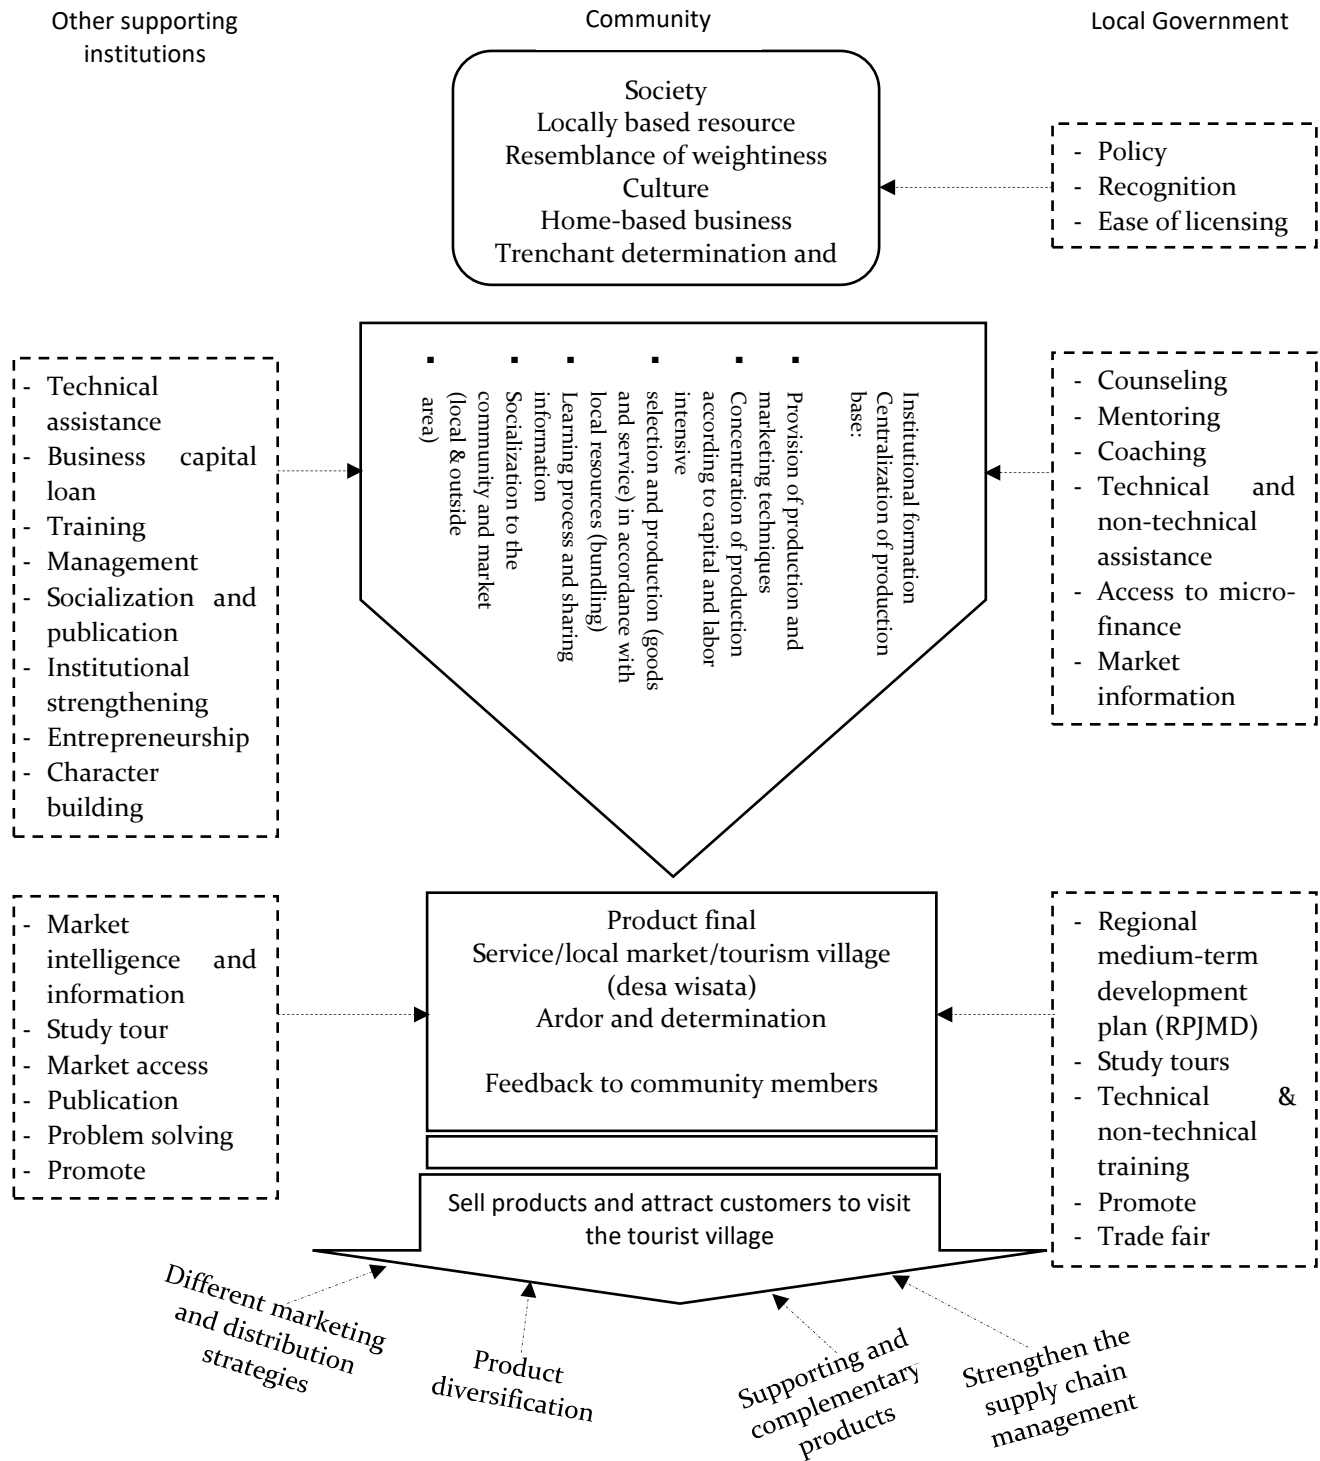 Other supporting
institutions
Community
Local Government
Society
Locally based resource
Resemblance of weightiness
Culture
Home-based business
Trenchant determination and
- Policy
- Recognition
- Ease of licensing
- Technical
assistance
- Business capital
loan
- Training
- Management
- Socialization and
publication
- Institutional
strengthening
- Entrepreneurship
- Character
building
Institutional formation
Centralization of production
base:
▪ Provision of production and
marketing techniques
▪ Concentration of production
according to capital and labor
intensive
▪ selection and production (goods
and service) in accordance with
local resources (bundling)
▪ Learning process and sharing
information
▪ Socialization to the
community and market
(local & outside
▪ area)
- Counseling
- Mentoring
- Coaching
- Technical and
non-technical
assistance
- Access to micro-
finance
- Market
information
- Market
intelligence and
information
- Study tour
- Market access
- Publication
- Problem solving
- Promote
Product final
Service/local market/tourism village
(desa wisata)
Ardor and determination
Feedback to community members
- Regional
medium-term
development
plan (RPJMD)
- Study tours
- Technical &
non-technical
training
- Promote
- Trade fair
Sell products and attract customers to visit
the tourist village
Different marketing
and distribution
strategies
Product
diversification
Supporting and
complementary
products
Strengthen the
supply chain
management